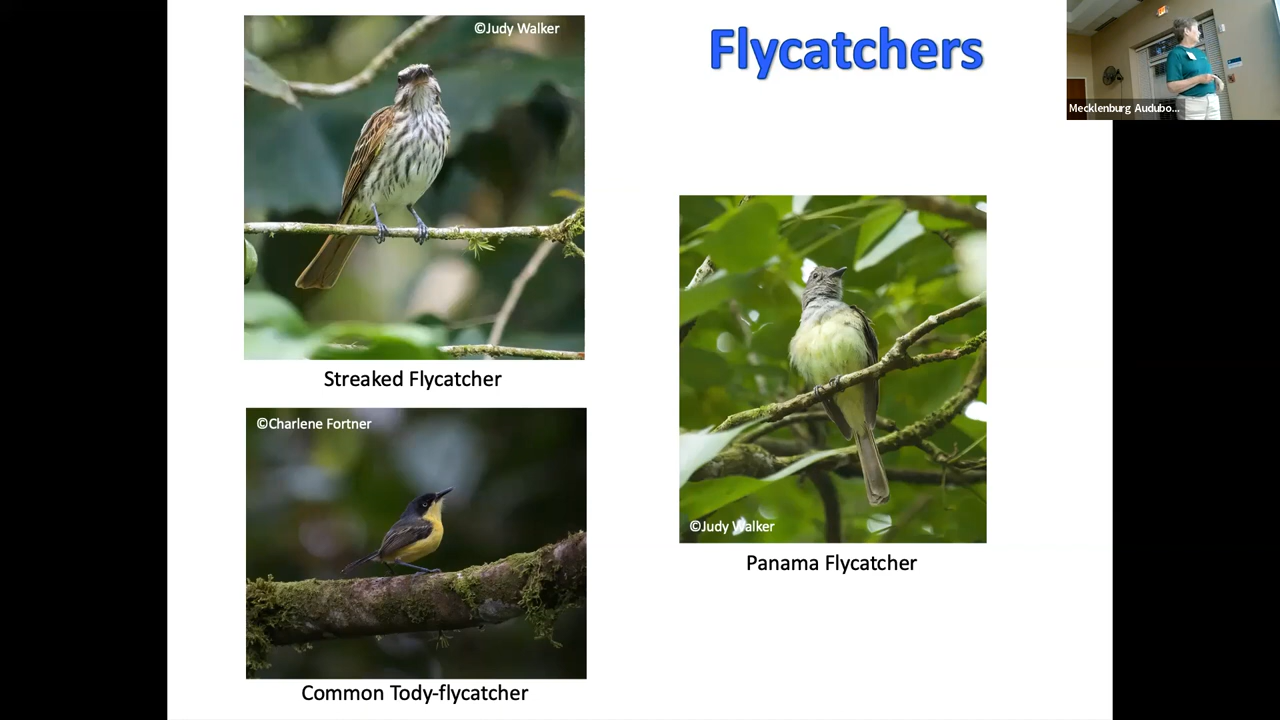 ©Judy Walker
Flycatchers
Mecklenburg Audubo...
Streaked Flycatcher
©Charlene Fortner
©Judy Walker
Panama Flycatcher
Common Tody-flycatcher